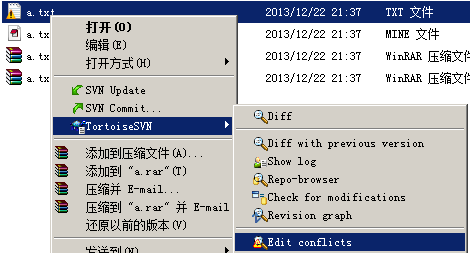 a.txt 2013/12/22 21:37 TXT 文件
a.tx 2013/12/22 21:37 MINE 文件
a.tx 2013/12/22 21:37 WinRAR 压缩文件
a.tx 2013/12/22 21:37 WinRAR 压缩文件
打开(O)
编辑(E)
打开方式(H)
SVN Update
SVN Commit...
TortoiseSVN
添加到压缩文件(A)...
添加到 "a.rar"(T)
压缩并 E-mail...
压缩到 "a.rar" 并 E-mail
还原以前的版本(V)
发送到(N)
Diff
Diff with previous version
Show log
Repo-browser
Check for modifications
Revision graph
Edit conflicts